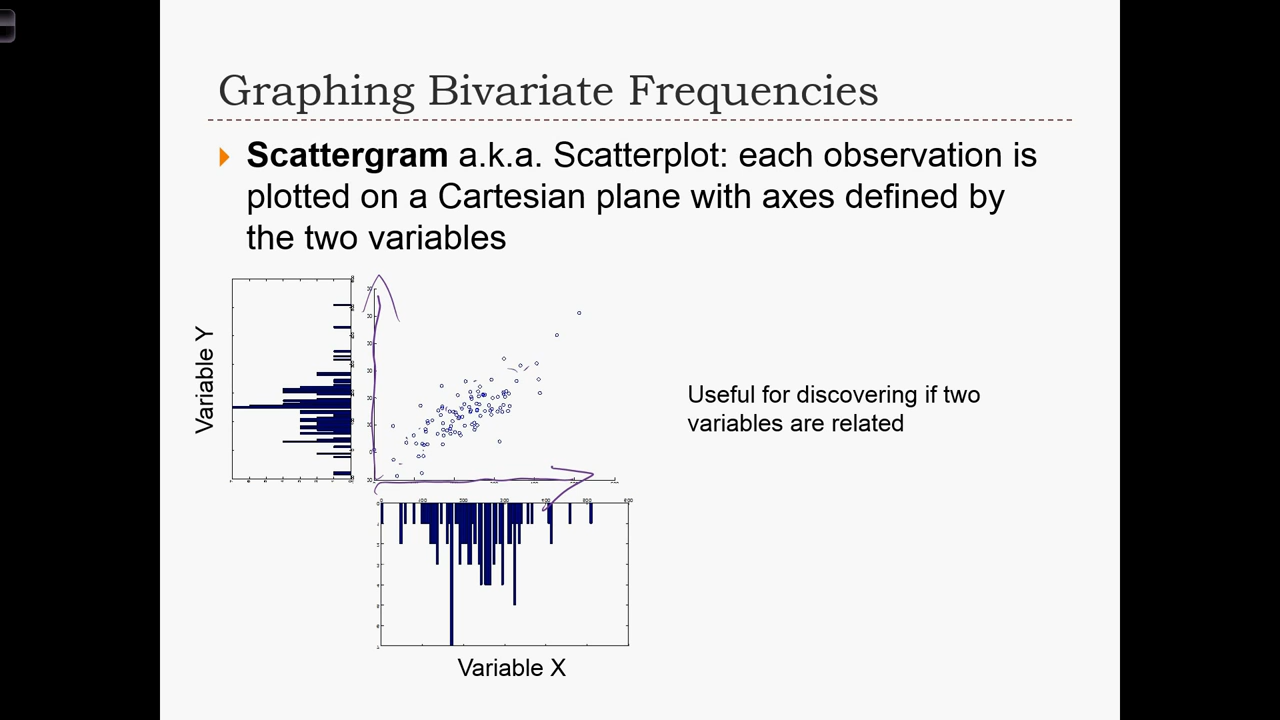 Graphing Bivariate Frequencies
Scattergram a.k.a. Scatterplot: each observation is
plotted on a Cartesian plane with axes defined by
the two variables
Variable Y
Useful for discovering if two
variables are related
Variable X